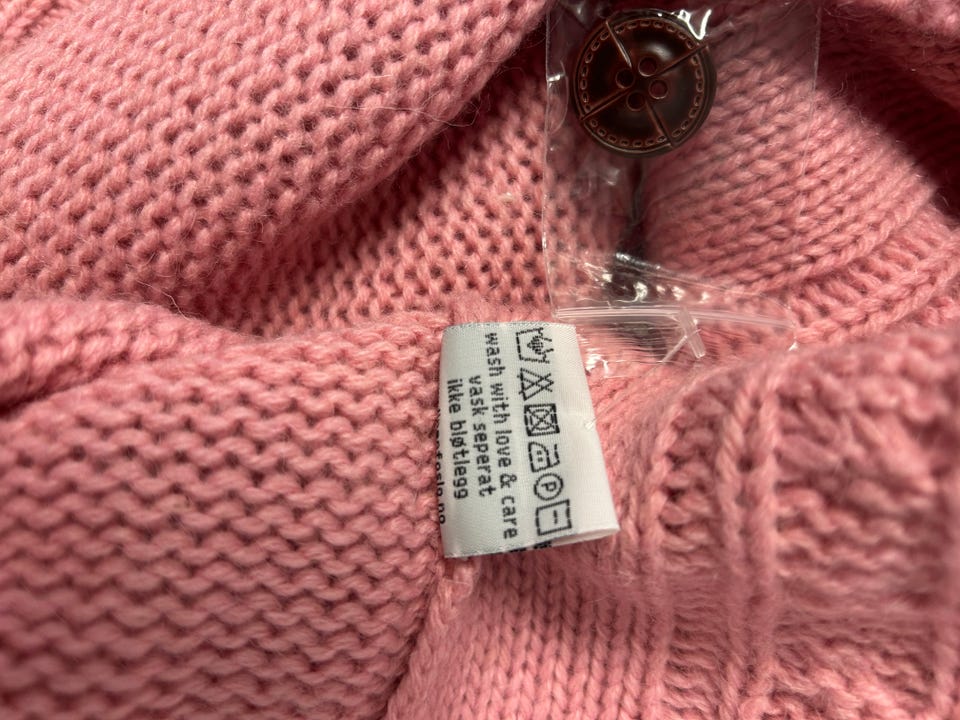 wash with love & care
vask seperat
ikke bløtlegg